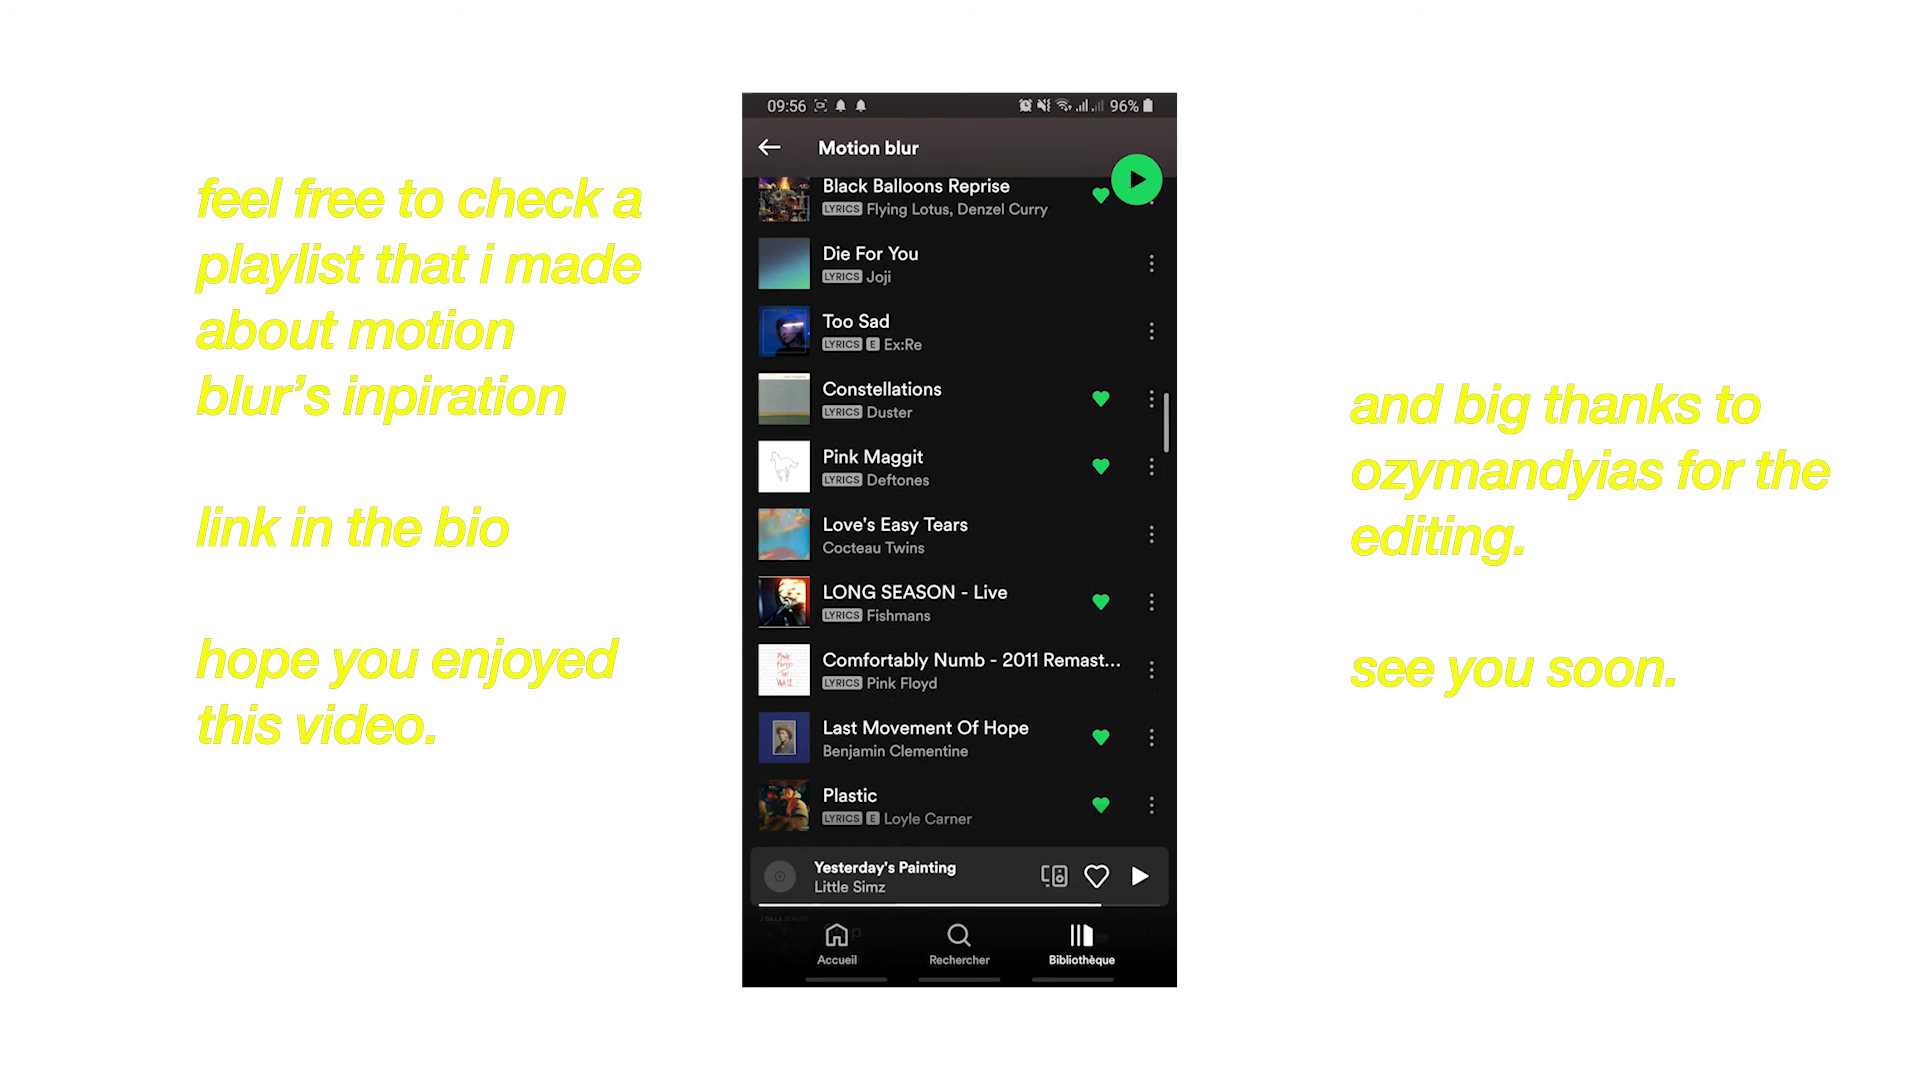 feel free to check a
playlist that i made
about motion
blur’s inpiration
link in the bio
hope you enjoyed
this video.
09:56
96%
Motion blur
Black Balloons Reprise
LYRICS Flying Lotus, Denzel Curry
Die For You
LYRICS Joji
Too Sad
LYRICS E Ex:Re
Constellations
LYRICS Duster
Pink Maggit
LYRICS Deftones
Love's Easy Tears
Cocteau Twins
LONG SEASON - Live
LYRICS Fishmans
Comfortably Numb - 2011 Remast...
LYRICS Pink Floyd
Last Movement Of Hope
Benjamin Clementine
Plastic
LYRICS E Loyle Carner
Yesterday's Painting
Little Simz
Accueil
Rechercher
Bibliothèque
and big thanks to
ozymandyias for the
editing.
see you soon.